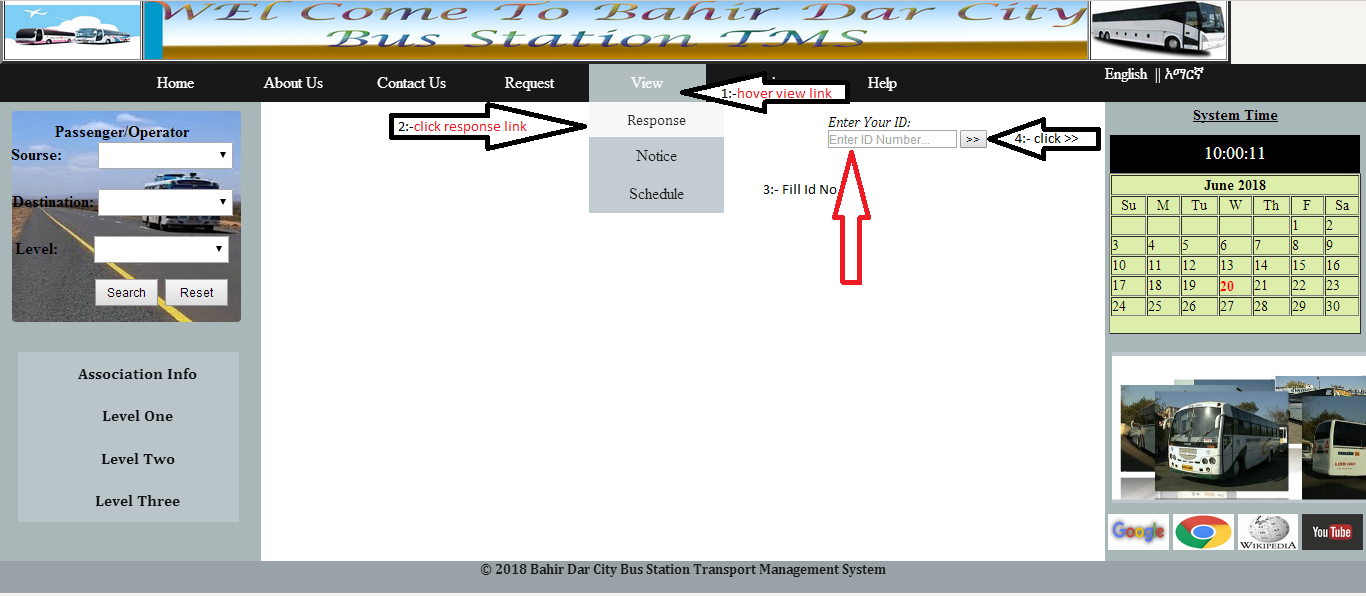 WEl Come To Bahir Dar City
Bus Station TMS
Home
About Us
Contact Us
Request
View
Help
English || አማርኛ
1:-hover view link
2:-click response link
Response
Notice
Schedule
Enter Your ID:
Enter ID Number...
>>
4:- click >>
3:- Fill Id No
Passenger/Operator
Sourse:
Destination:
Level:
Search
Reset
Association Info
Level One
Level Two
Level Three
System Time
10:00:11
June 2018
Su M Tu W Th F Sa
1 2
3 4 5 6 7 8 9
10 11 12 13 14 15 16
17 18 19 20 21 22 23
24 25 26 27 28 29 30
Google
WIKIPEDIA
YouTube
© 2018 Bahir Dar City Bus Station Transport Management System